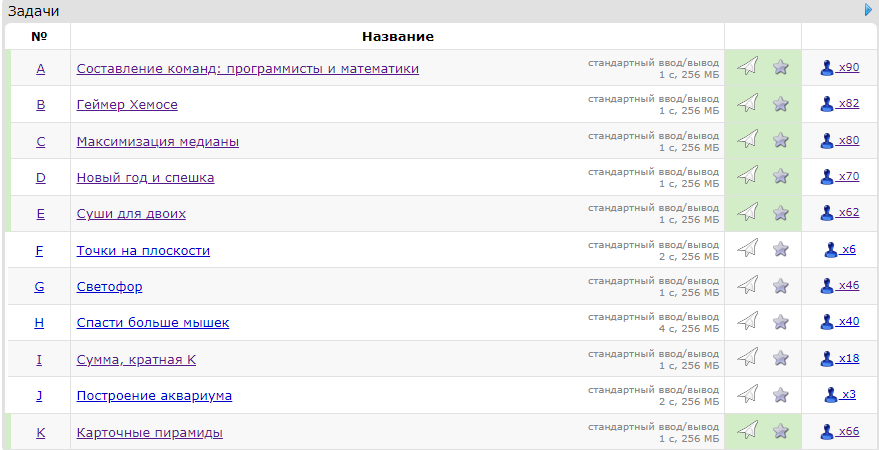 Задачи
№ Название
A Составление команд: программисты и математики стандартный ввод/вывод x90
1 с, 256 МБ
B Геймер Хемосе стандартный ввод/вывод x82
1 с, 256 МБ
C Максимизация медианы стандартный ввод/вывод x80
1 с, 256 МБ
D Новый год и спешка стандартный ввод/вывод x70
1 с, 256 МБ
E Суши для двоих стандартный ввод/вывод x62
1 с, 256 МБ
F Точки на плоскости стандартный ввод/вывод x6
2 с, 256 МБ
G Светофор стандартный ввод/вывод x46
1 с, 256 МБ
H Спасти больше мышек стандартный ввод/вывод x40
4 с, 256 МБ
I Сумма, кратная K стандартный ввод/вывод x18
1 с, 256 МБ
J Построение аквариума стандартный ввод/вывод x3
2 с, 256 МБ
K Карточные пирамиды стандартный ввод/вывод x66
1 с, 256 МБ